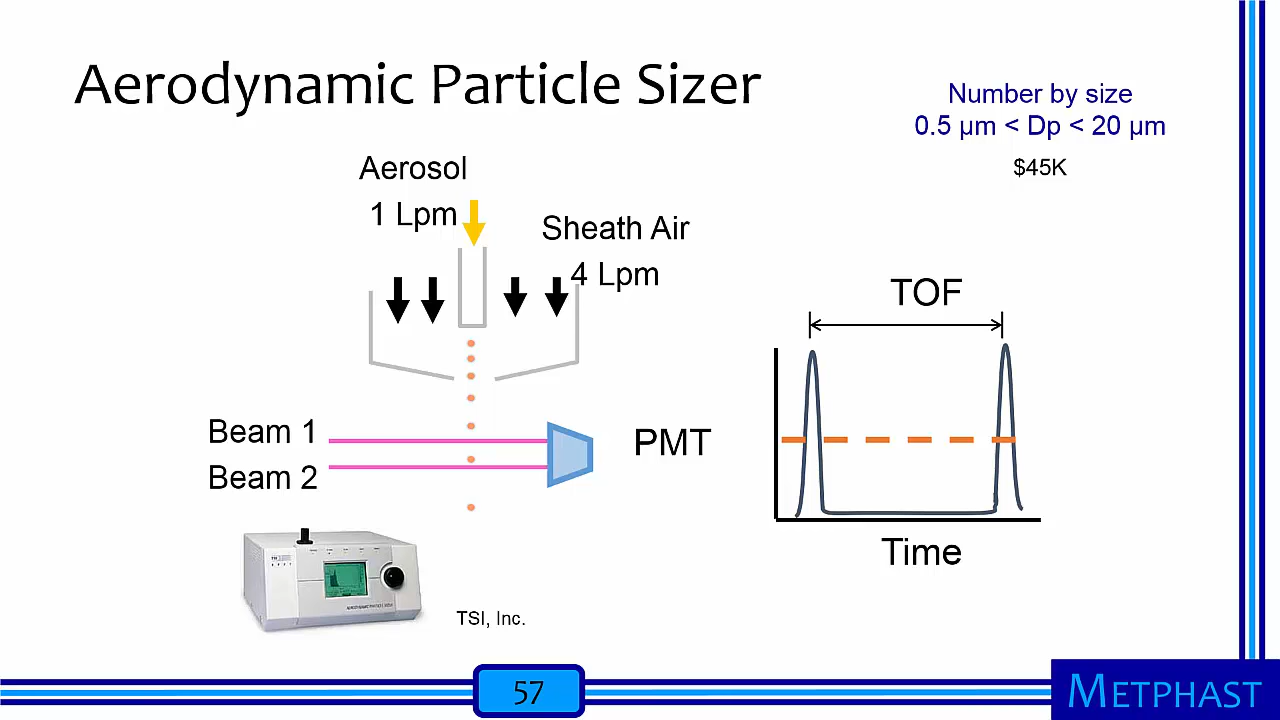 Aerodynamic Particle Sizer
Number by size
0.5 µm < Dp < 20 µm
$45K
Aerosol
1 Lpm
Sheath Air
4 Lpm
TOF
Beam 1
Beam 2
PMT
Time
TSI, Inc.
57
METPHAST